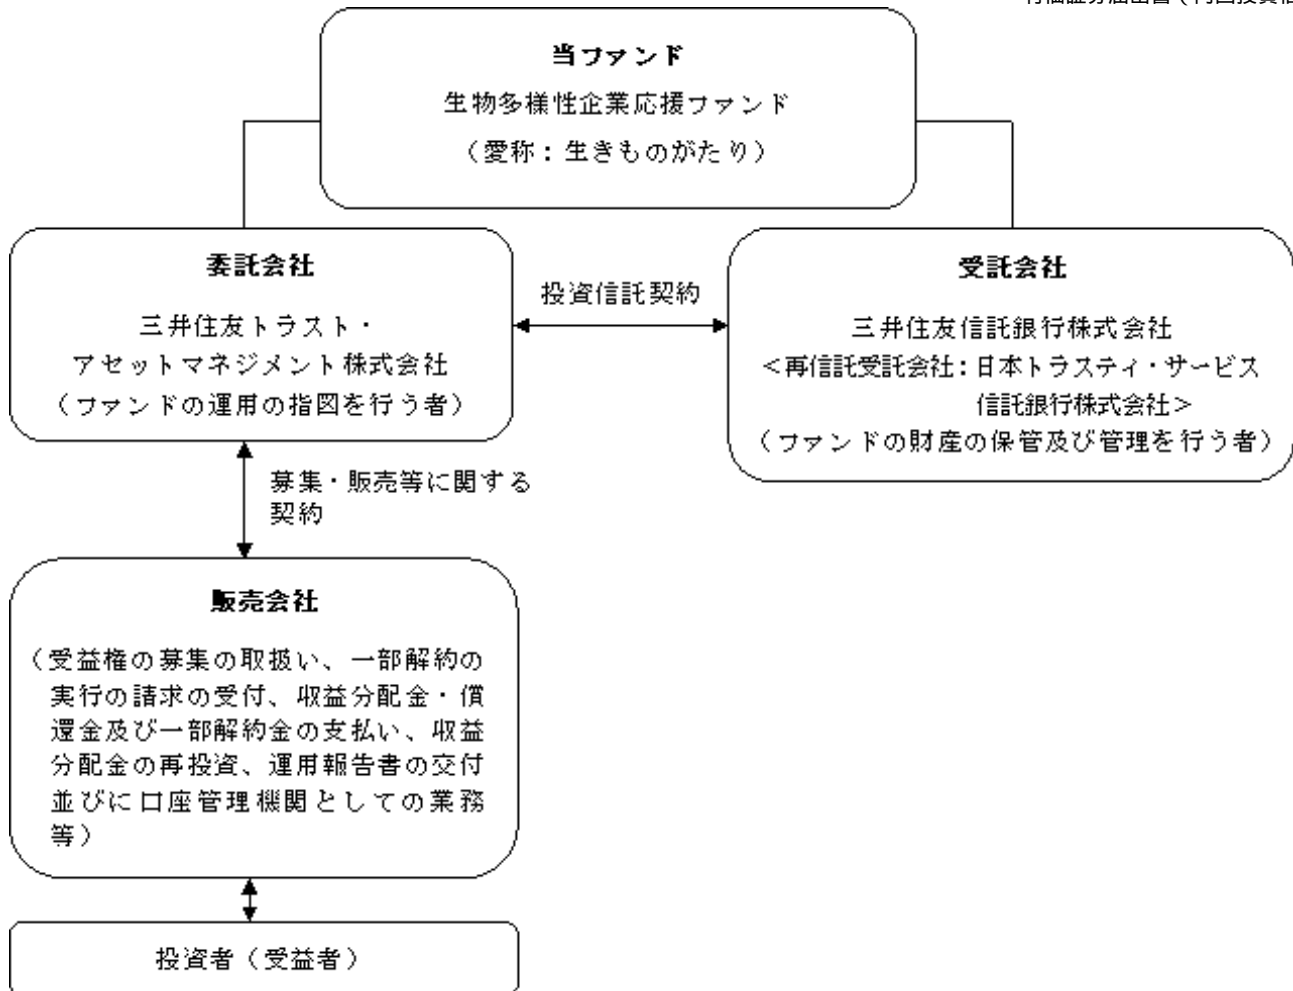 当ファンド
生物多様性企業応援ファンド
（愛称：生きものがたり）
委託会社
三井住友トラスト・
アセットマネジメント株式会社
（ファンドの運用の指図を行う者）
投資信託契約
受託会社
三井住友信託銀行株式会社
＜再信託受託会社：日本トラスティ・サービス
信託銀行株式会社＞
（ファンドの財産の保管及び管理を行う者）
募集・販売等に関する
契約
販売会社
（受益権の募集の取扱い、一部解約の
実行の請求の受付、収益分配金・償
還金及び一部解約金の支払い、収益
分配金の再投資、運用報告書の交付
並びに口座管理機関としての業務
等）
投資者（受益者）